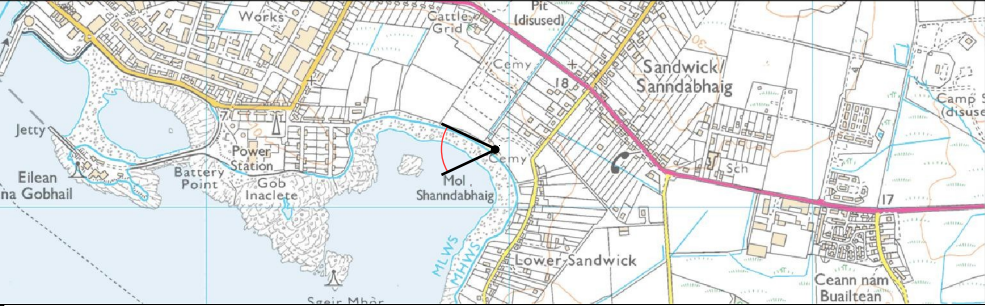 Works
Cattle
Grid
Pit
(disused)
Cemy
18
Sandwick
Sanndabhaig
Camp
(disuse
Jetty
7
Power
Station
Battery
Point
Gob
Inaclete
Eilean
na Gobhail
Cemy
Mol
Shanndabhaig
Sch
17
MLWS
MHWS
Lower Sandwick
Ceann nam
Buailtean
Sgeir Mhòr